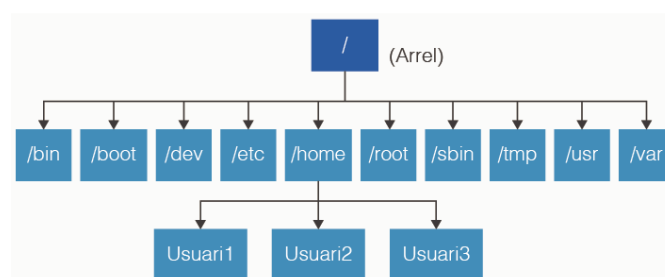 /
(Arrel)
/bin /boot /dev /etc /home /root /sbin /tmp /usr /var
Usuari1 Usuari2 Usuari3